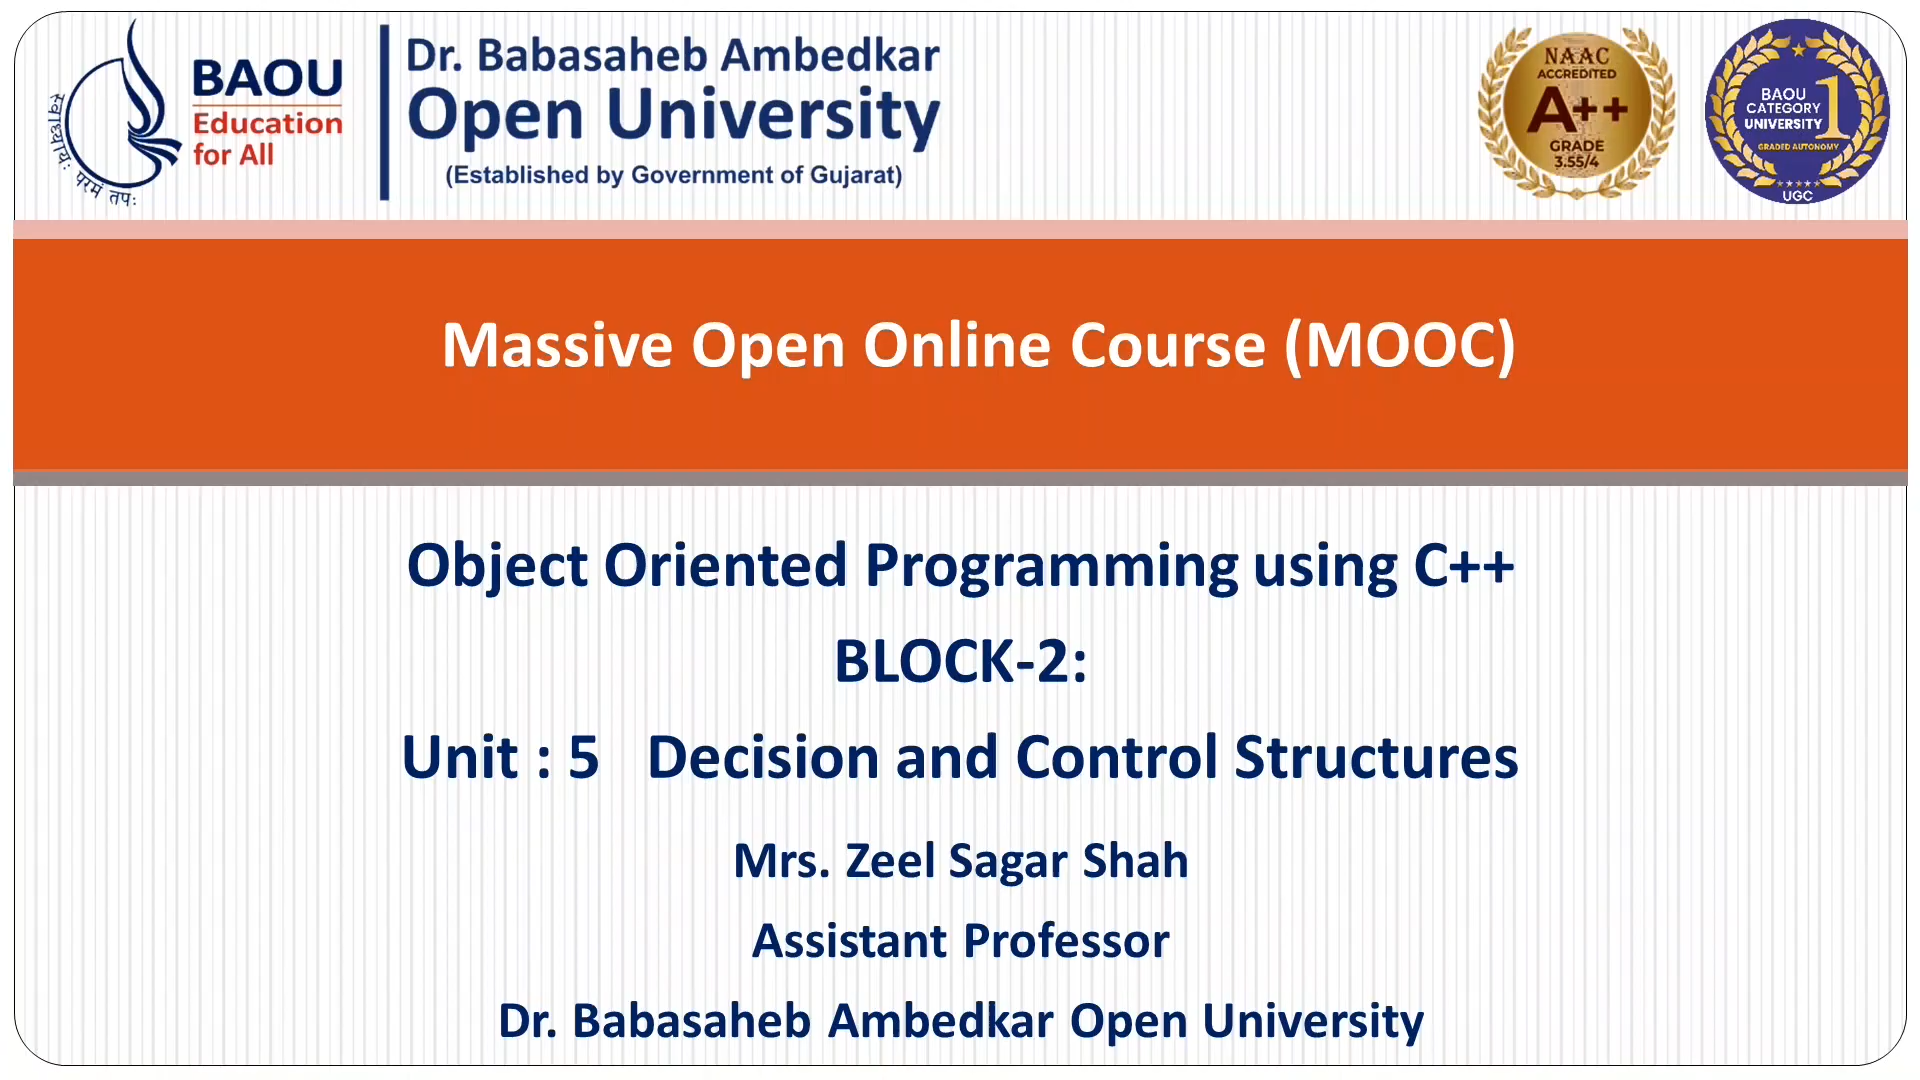 स्वाध्यायः परमं तपः
BAOU
Education
for All
Dr. Babasaheb Ambedkar
Open University
(Established by Government of Gujarat)
NAAC
ACCREDITED
A++
GRADE
3.55/4
BAOU
CATEGORY 1
UNIVERSITY
GRADED AUTONOMY
UGC
Massive Open Online Course (MOOC)
Object Oriented Programming using C++
BLOCK-2:
Unit : 5 Decision and Control Structures
Mrs. Zeel Sagar Shah
Assistant Professor
Dr. Babasaheb Ambedkar Open University